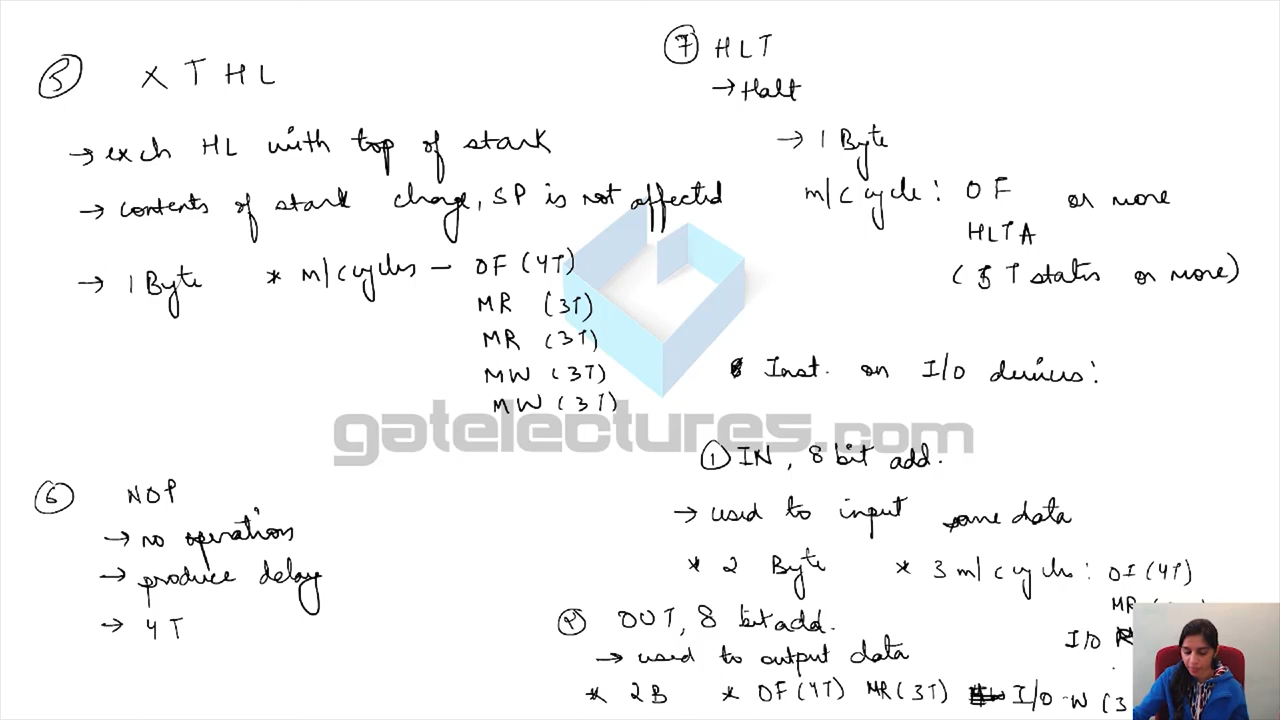 5 XTHL
→ exch HL with top of stack
→ contents of stack change, SP is not affected
→ 1 Byte * m/c cycles - OF (4T)
MR (3T)
MR (3T)
MW (3T)
MW (3T)
6 NOP
→ no operations
→ produce delay
→ 4T
7 HLT
→ Halt
→ 1 Byte
m/c cycle: OF or more
HLTA
(5 T states or more)
Inst. on I/O devices:
1 IN, 8 bit add.
→ used to input some data
* 2 Byte * 3 m/c cycles: OF (4T)
MR
I/O
2 OUT, 8 bit add.
→ used to output data
* 2B * OF (4T) MR (3T) I/O-W (3
gatelectures.com